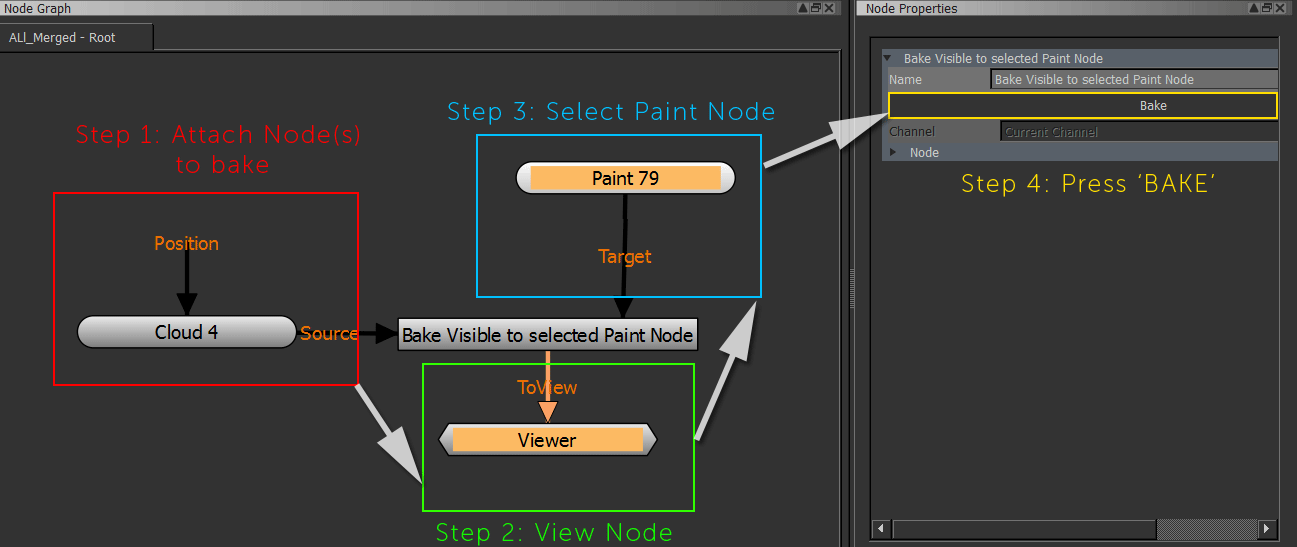 Node Graph
ALl_Merged - Root
Step 1: Attach Node(s)
to bake
Position
Cloud 4
Source
Step 3: Select Paint Node
Paint 79
Target
Bake Visible to selected Paint Node
ToView
Viewer
Step 2: View Node
Node Properties
Bake Visible to selected Paint Node
Name Bake Visible to selected Paint Node
Bake
Channel Current Channel
Node
Step 4: Press ‘BAKE’